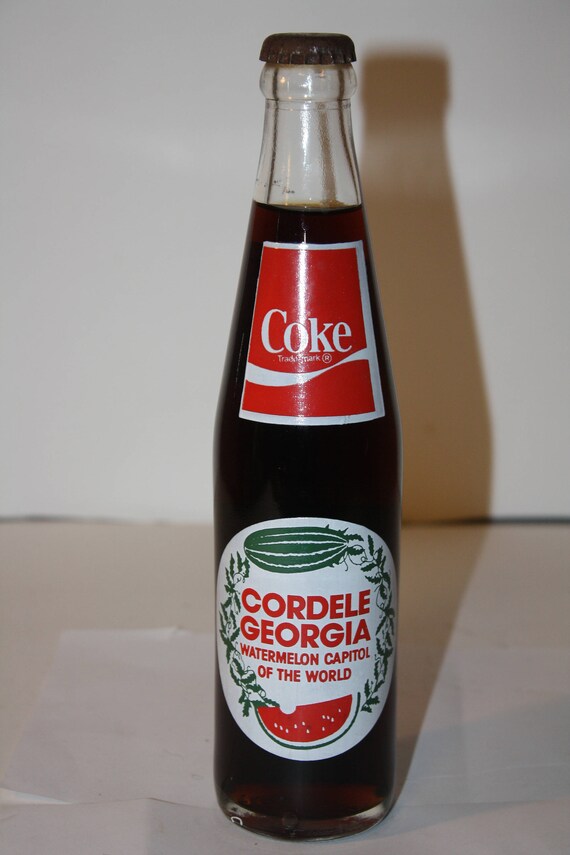 Coke
Trademark ®
CORDELE
GEORGIA
WATERMELON CAPITOL
OF THE WORLD